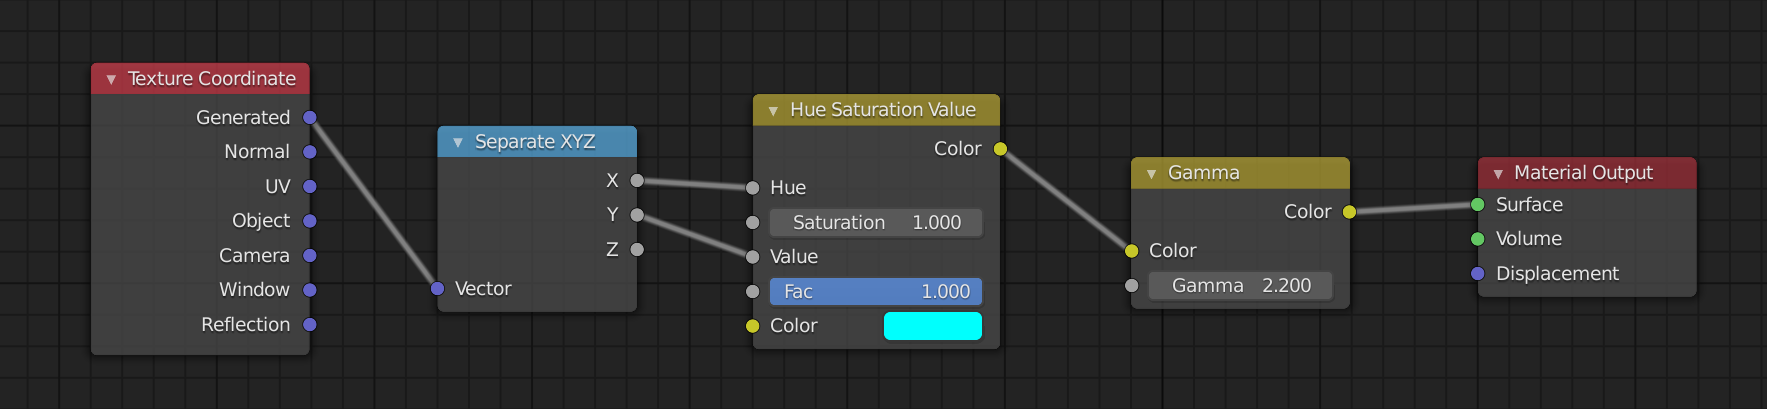 Texture Coordinate
Generated
Normal
UV
Object
Camera
Window
Reflection
Separate XYZ
X
Y
Z
Vector
Hue Saturation Value
Color
Hue
Saturation 1.000
Value
Fac 1.000
Color
Gamma
Color
Color
Gamma 2.200
Material Output
Surface
Volume
Displacement